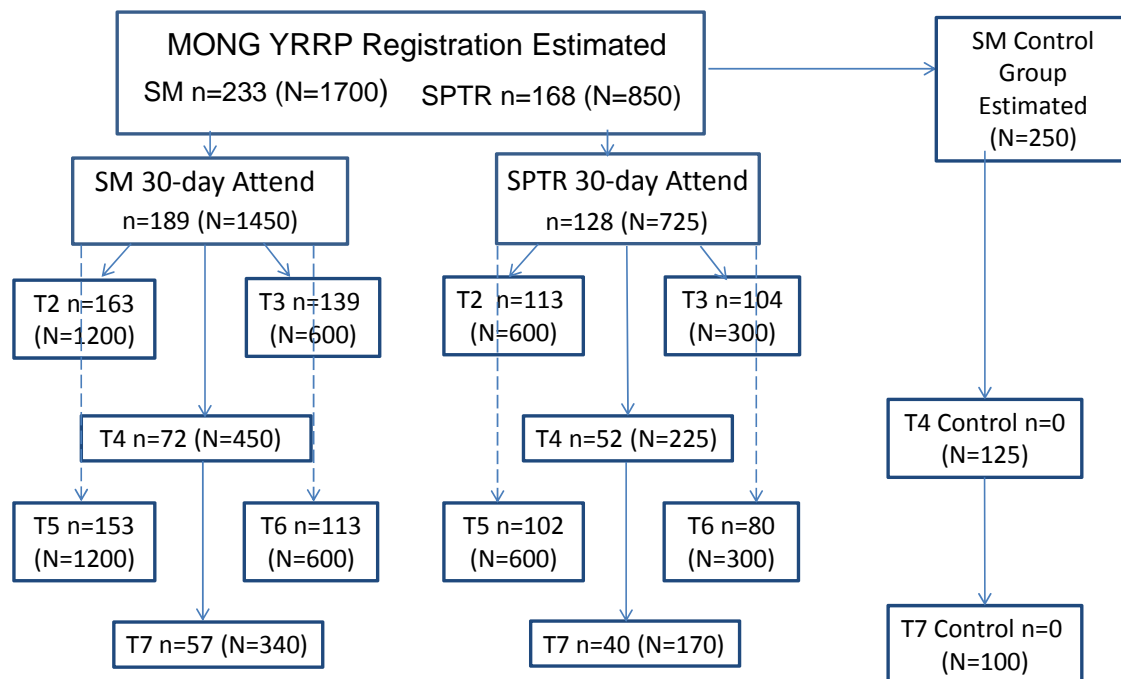 MONG YRRP Registration Estimated
SM n=233 (N=1700) SPTR n=168 (N=850)
SM Control
Group
Estimated
(N=250)
SM 30-day Attend
n=189 (N=1450)
SPTR 30-day Attend
n=128 (N=725)
T2 n=163
(N=1200)
T3 n=139
(N=600)
T2 n=113
(N=600)
T3 n=104
(N=300)
T4 n=72 (N=450)
T4 n=52 (N=225)
T4 Control n=0
(N=125)
T5 n=153
(N=1200)
T6 n=113
(N=600)
T5 n=102
(N=600)
T6 n=80
(N=300)
T7 n=57 (N=340)
T7 n=40 (N=170)
T7 Control n=0
(N=100)